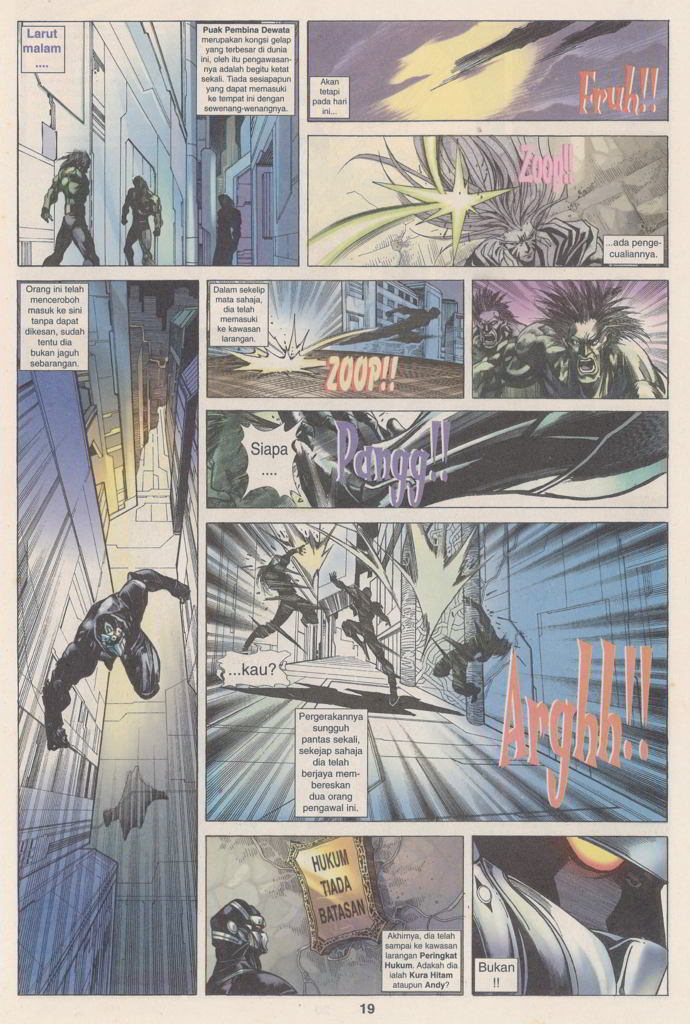 Larut
malam
....
Puak Pembina Dewata
merupakan kongsi gelap
yang terbesar di dunia
ini, oleh itu pengawasan-
nya adalah begitu ketat
sekali. Tiada sesiapapun
yang dapat memasuki
ke tempat ini dengan
sewenang-wenangnya.
Akan
tetapi
pada hari
ini...
Fruh!!
Zoop!!
...ada penge-
cualiannya.
Orang ini telah
menceroboh
masuk ke sini
tanpa dapat
dikesan, sudah
tentu dia
bukan jaguh
sebarangan.
Dalam sekelip
mata sahaja,
dia telah
memasuki
ke kawasan
larangan.
ZOOP!!
Siapa
....
Pangg!!
...kau?
Pergerakannya
sungguh
pantas sekali,
sekejap sahaja
dia telah
berjaya mem-
bereskan
dua orang
pengawal ini.
Arghh!!
HUKUM
TIADA
BATASAN
Akhirnya, dia telah
sampai ke kawasan
larangan Peringkat
Hukum. Adakah dia
ialah Kura Hitam
ataupun Andy?
Bukan
!!
19